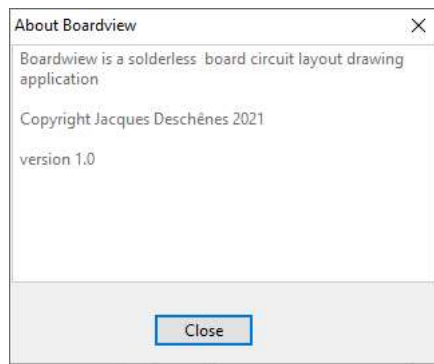 About Boardview
Boardwiew is a solderless  board circuit layout drawing
application
Copyright Jacques Deschênes 2021
version 1.0
Close